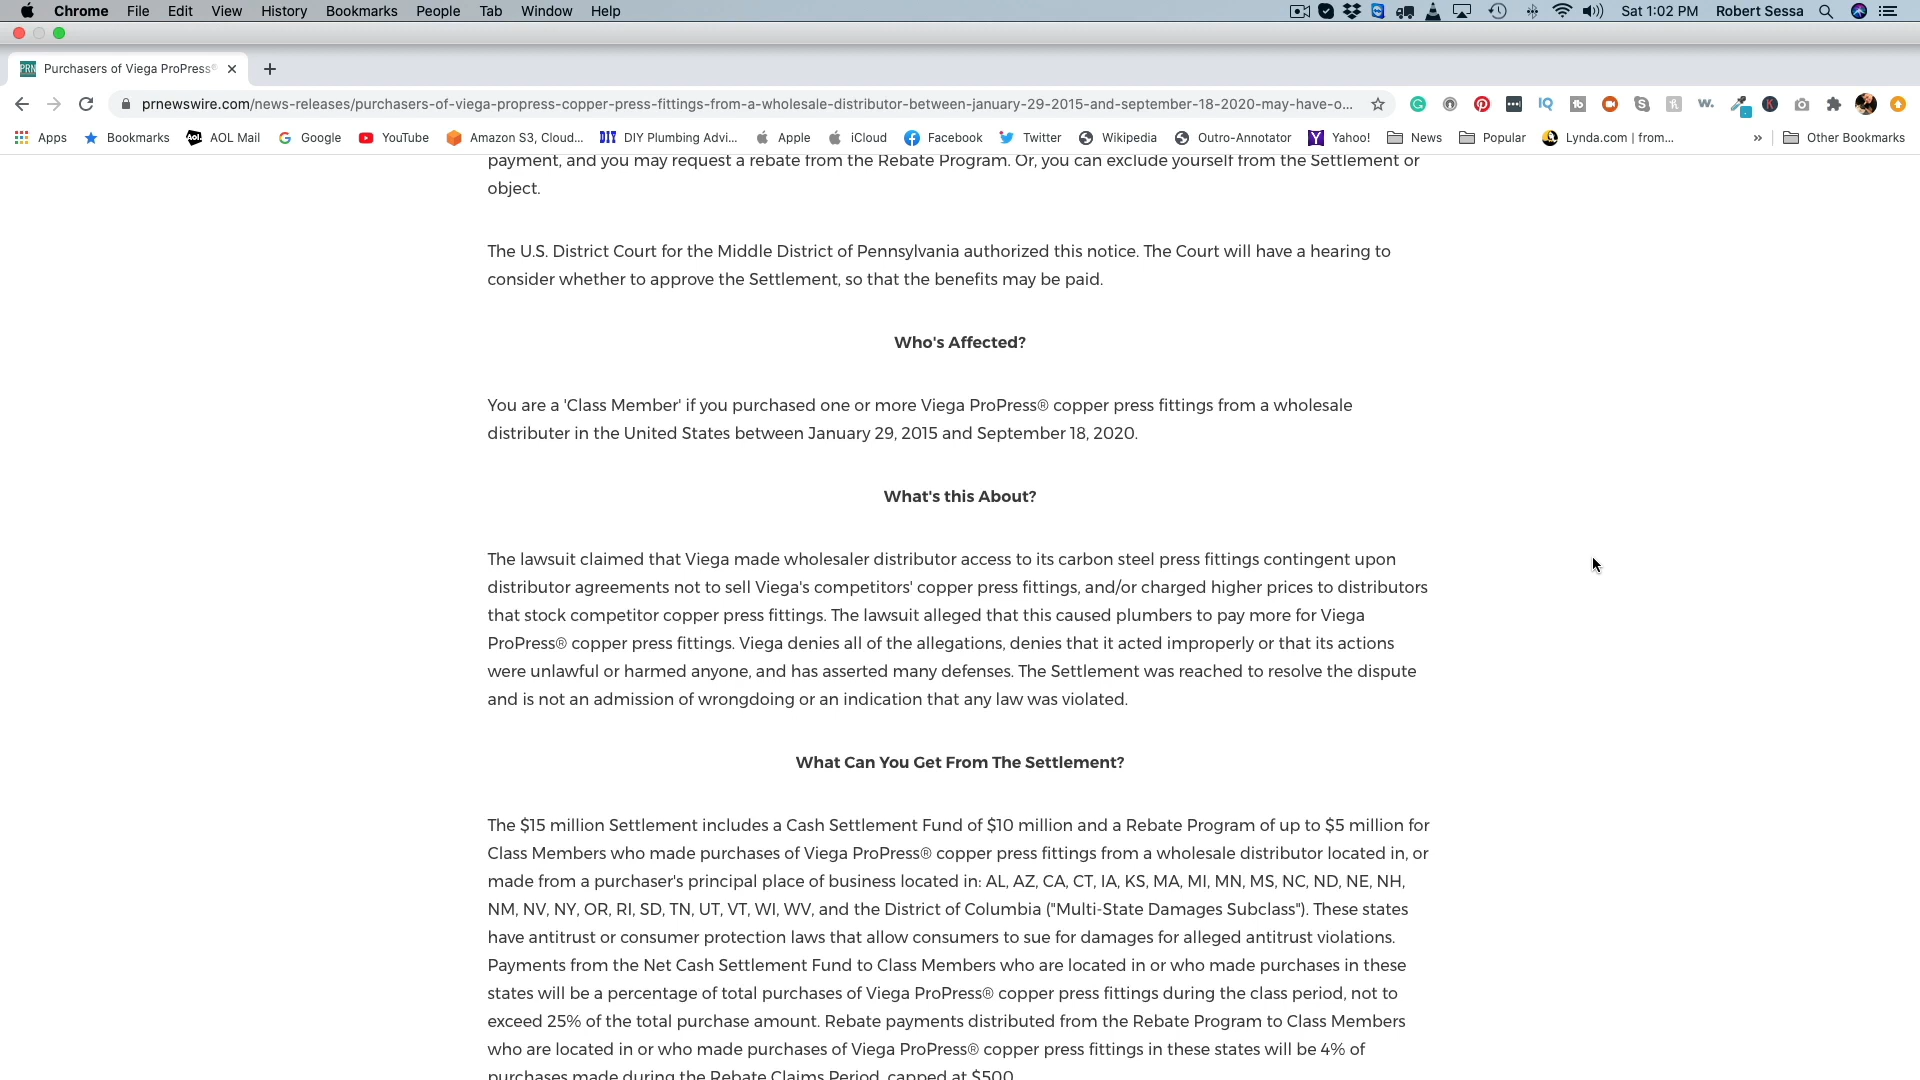 Chrome File Edit View History Bookmarks People Tab Window Help Sat 1:02 PM Robert Sessa
PRN Purchasers of Viega ProPress®
prnewswire.com/news-releases/purchasers-of-viega-propress-copper-press-fittings-from-a-wholesale-distributor-between-january-29-2015-and-september-18-2020-may-have-o...
Apps Bookmarks AOL Mail Google YouTube Amazon S3, Cloud... DIY Plumbing Advi... Apple iCloud Facebook Twitter Wikipedia Outro-Annotator Yahoo! News Popular Lynda.com | from... » Other Bookmarks
payment, and you may request a rebate from the Rebate Program. Or, you can exclude yourself from the Settlement or
object.
The U.S. District Court for the Middle District of Pennsylvania authorized this notice. The Court will have a hearing to
consider whether to approve the Settlement, so that the benefits may be paid.
Who's Affected?
You are a 'Class Member' if you purchased one or more Viega ProPress® copper press fittings from a wholesale
distributer in the United States between January 29, 2015 and September 18, 2020.
What's this About?
The lawsuit claimed that Viega made wholesaler distributor access to its carbon steel press fittings contingent upon
distributor agreements not to sell Viega's competitors' copper press fittings, and/or charged higher prices to distributors
that stock competitor copper press fittings. The lawsuit alleged that this caused plumbers to pay more for Viega
ProPress® copper press fittings. Viega denies all of the allegations, denies that it acted improperly or that its actions
were unlawful or harmed anyone, and has asserted many defenses. The Settlement was reached to resolve the dispute
and is not an admission of wrongdoing or an indication that any law was violated.
What Can You Get From The Settlement?
The $15 million Settlement includes a Cash Settlement Fund of $10 million and a Rebate Program of up to $5 million for
Class Members who made purchases of Viega ProPress® copper press fittings from a wholesale distributor located in, or
made from a purchaser's principal place of business located in: AL, AZ, CA, CT, IA, KS, MA, MI, MN, MS, NC, ND, NE, NH,
NM, NV, NY, OR, RI, SD, TN, UT, VT, WI, WV, and the District of Columbia ("Multi-State Damages Subclass"). These states
have antitrust or consumer protection laws that allow consumers to sue for damages for alleged antitrust violations.
Payments from the Net Cash Settlement Fund to Class Members who are located in or who made purchases in these
states will be a percentage of total purchases of Viega ProPress® copper press fittings during the class period, not to
exceed 25% of the total purchase amount. Rebate payments distributed from the Rebate Program to Class Members
who are located in or who made purchases of Viega ProPress® copper press fittings in these states will be 4% of
purchases made during the Rebate Claims Period, capped at $500.